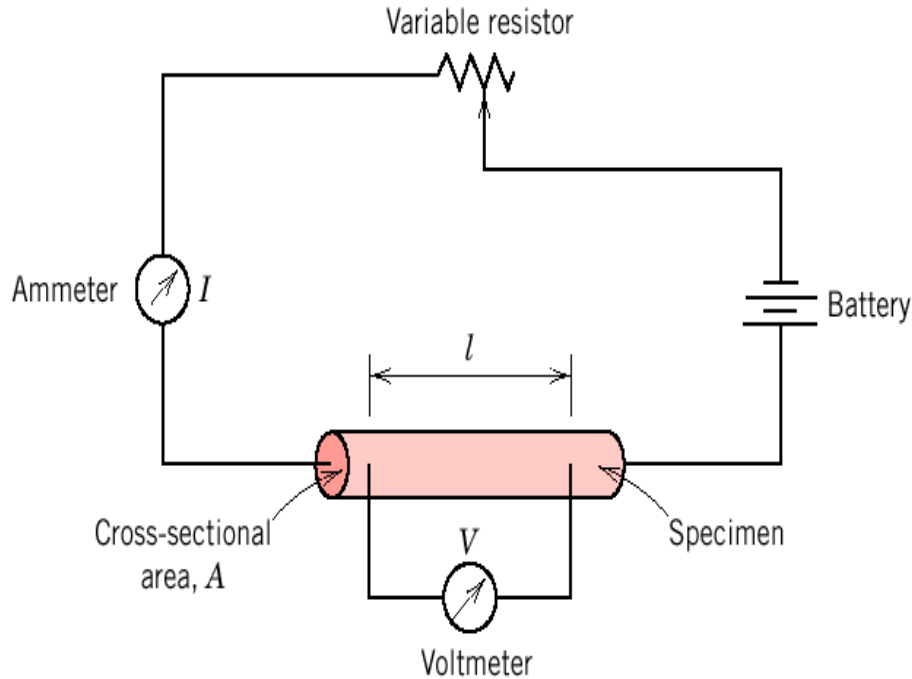 Variable resistor
Ammeter
I
Battery
l
Cross-sectional
area, A
V
Specimen
Voltmeter